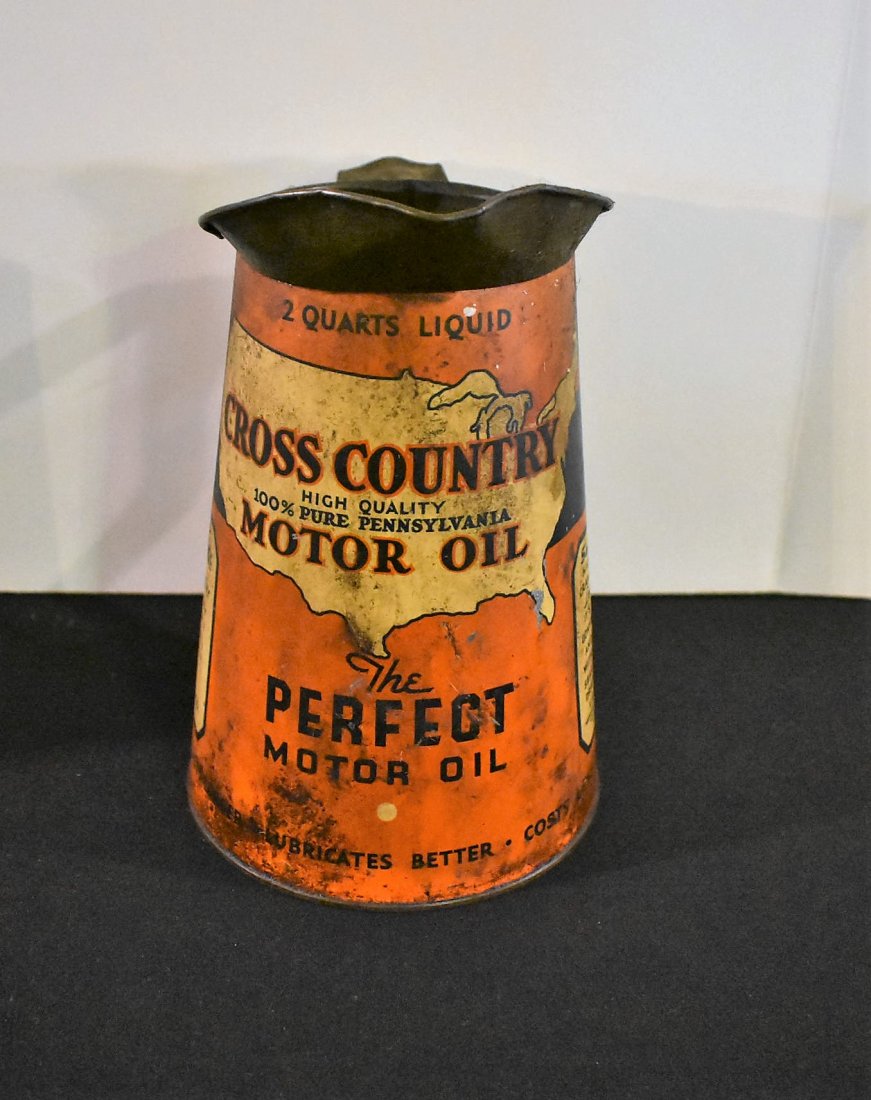 2 QUARTS LIQUID
CROSS COUNTRY
HIGH QUALITY
100% PURE PENNSYLVANIA
MOTOR OIL
The
PERFECT
MOTOR OIL
LUBRICATES BETTER • COSTS